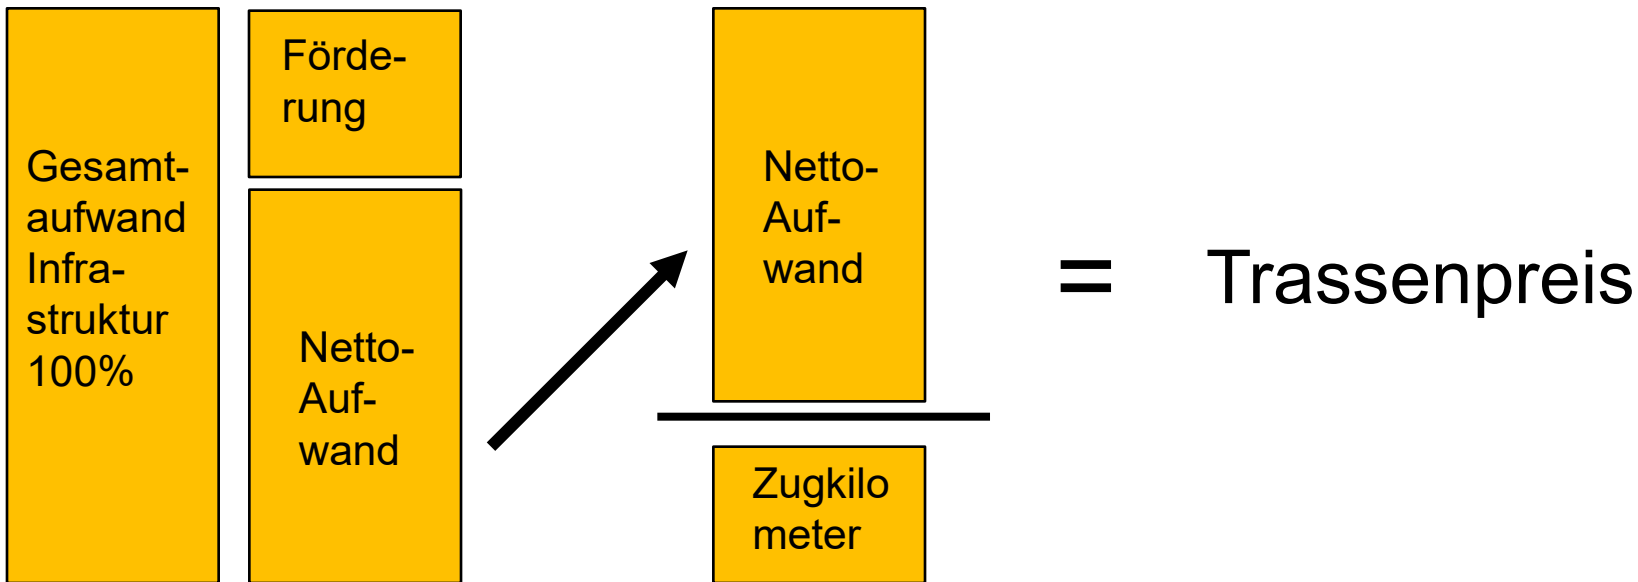 Gesamt-
aufwand
Infra-
struktur
100%
Förde-
rung
Netto-
Auf-
wand
Netto-
Auf-
wand
Zugkilo
meter
=
Trassenpreis